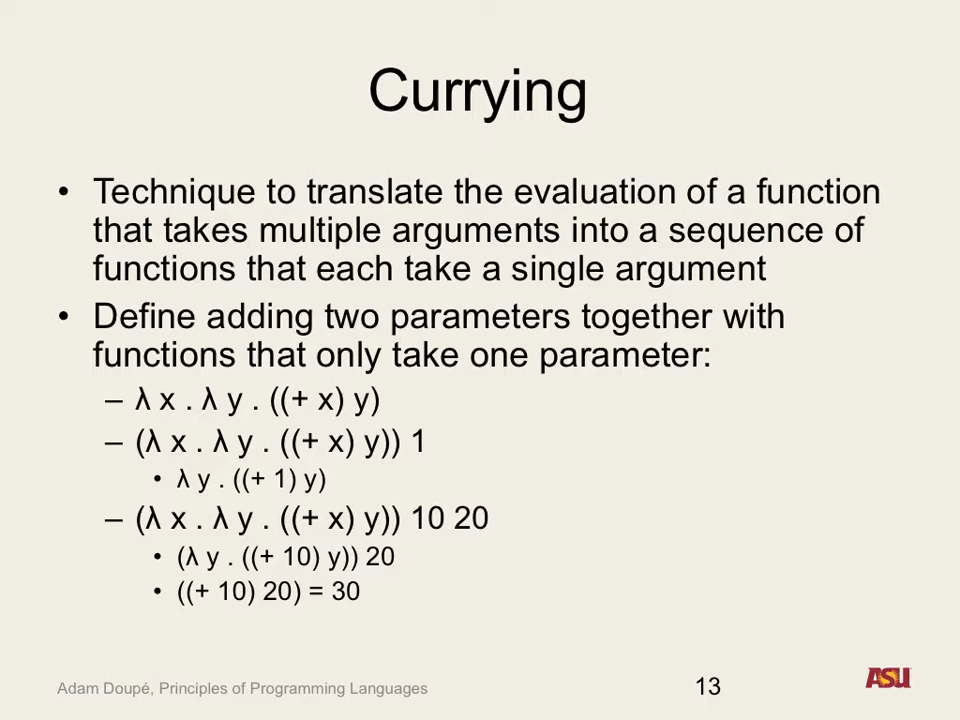 Currying
• Technique to translate the evaluation of a function
that takes multiple arguments into a sequence of
functions that each take a single argument
• Define adding two parameters together with
functions that only take one parameter:
– λ x . λ y . ((+ x) y)
– (λ x . λ y . ((+ x) y)) 1
• λ y . ((+ 1) y)
– (λ x . λ y . ((+ x) y)) 10 20
• (λ y . ((+ 10) y)) 20
• ((+ 10) 20) = 30
Adam Doupé, Principles of Programming Languages
13
ASU